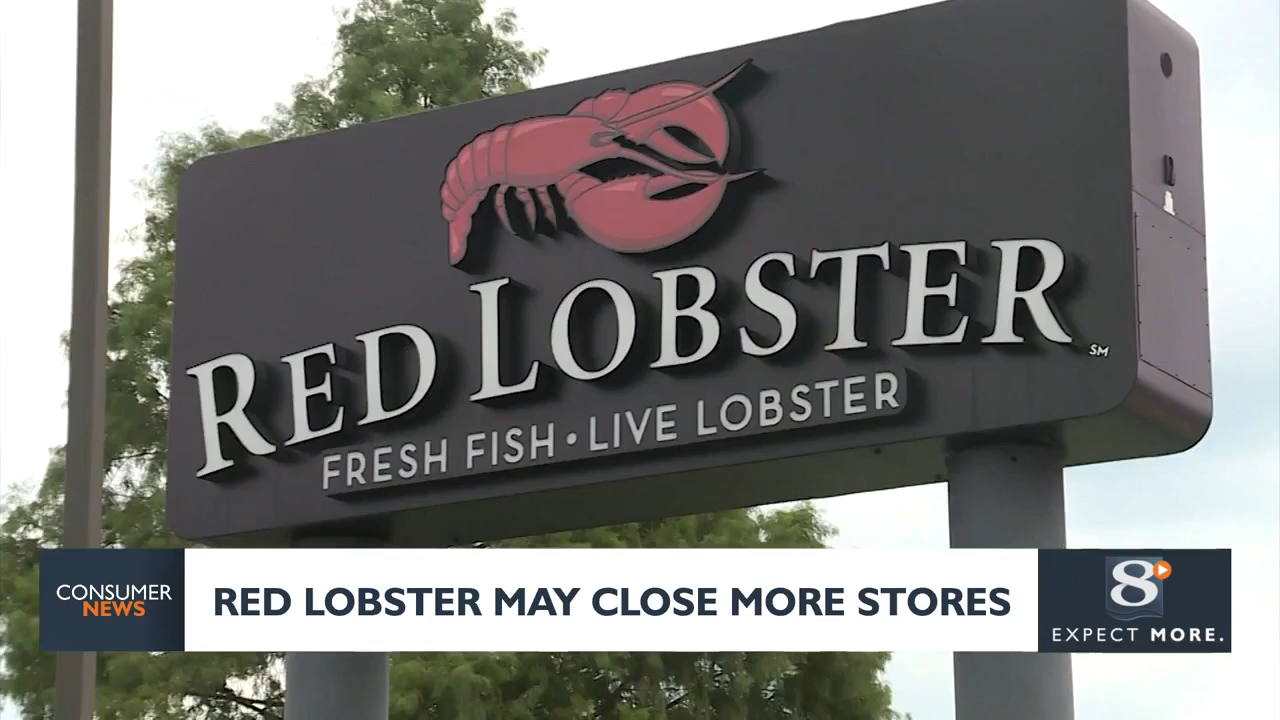 RED LOBSTER
SM
FRESH FISH • LIVE LOBSTER
CONSUMER
NEWS
RED LOBSTER MAY CLOSE MORE STORES
8
EXPECT MORE.